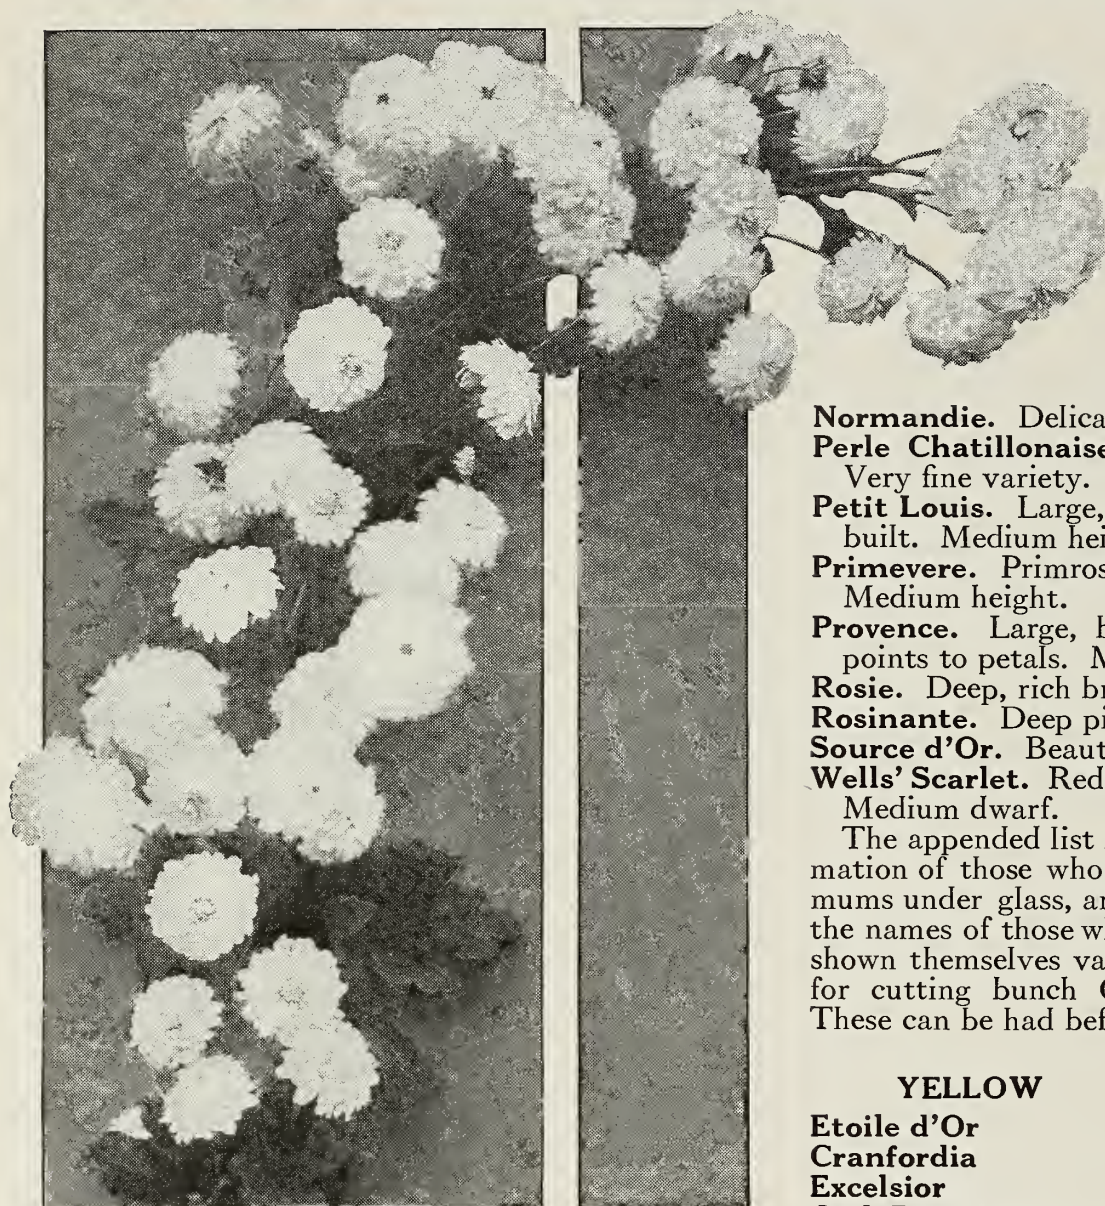 Normandie. Delica
Perle Chatillonaise
Very fine variety.
Petit Louis. Large,
built. Medium hei
Primevere. Primros
Medium height.
Provence. Large, b
points to petals. M
Rosie. Deep, rich br
Rosinante. Deep pi
Source d'Or. Beaut
Wells' Scarlet. Red
Medium dwarf.
The appended list
mation of those who
mums under glass, an
the names of those wh
shown themselves va
for cutting bunch C
These can be had bef
YELLOW
Etoile d'Or
Cranfordia
Excelsior